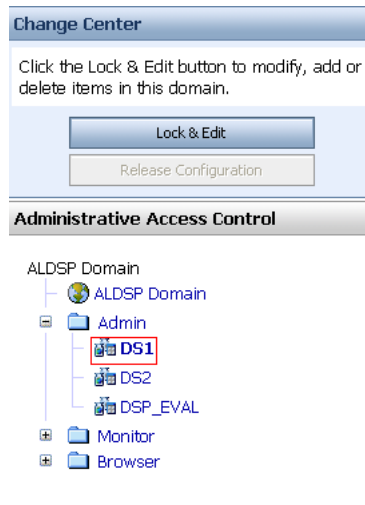 Change Center
Click the Lock & Edit button to modify, add or
delete items in this domain.
Lock & Edit
Release Configuration
Administrative Access Control
ALDSP Domain
ALDSP Domain
Admin
DS1
DS2
DSP_EVAL
Monitor
Browser